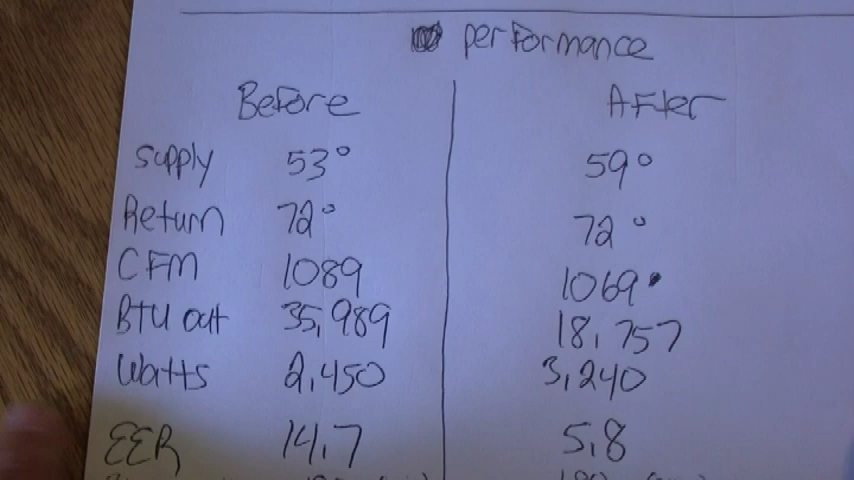 performance
Before After
Supply 53° 59°
Return 72° 72°
CFM 1089 1069
BTU out 35,989 18,757
Watts 2,450 3,240
EER 14.7 5.8